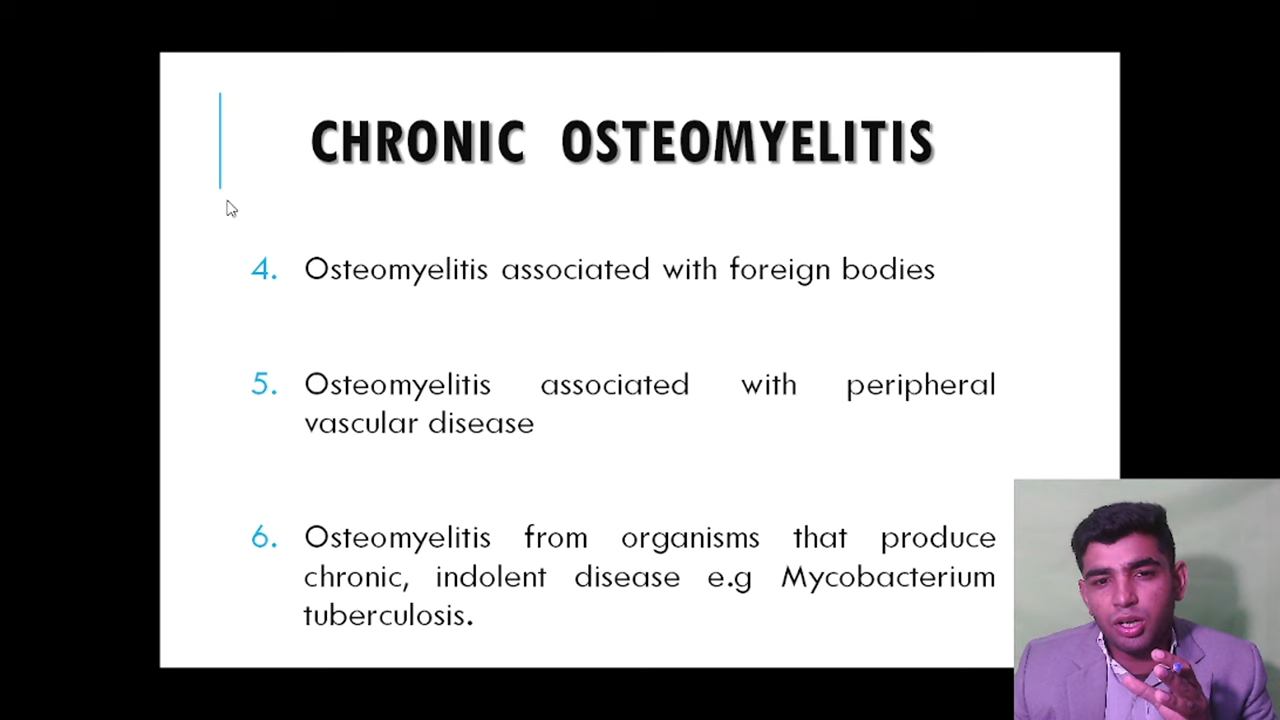 CHRONIC OSTEOMYELITIS
4. Osteomyelitis associated with foreign bodies
5. Osteomyelitis associated with peripheral
vascular disease
6. Osteomyelitis from organisms that produce
chronic, indolent disease e.g Mycobacterium
tuberculosis.